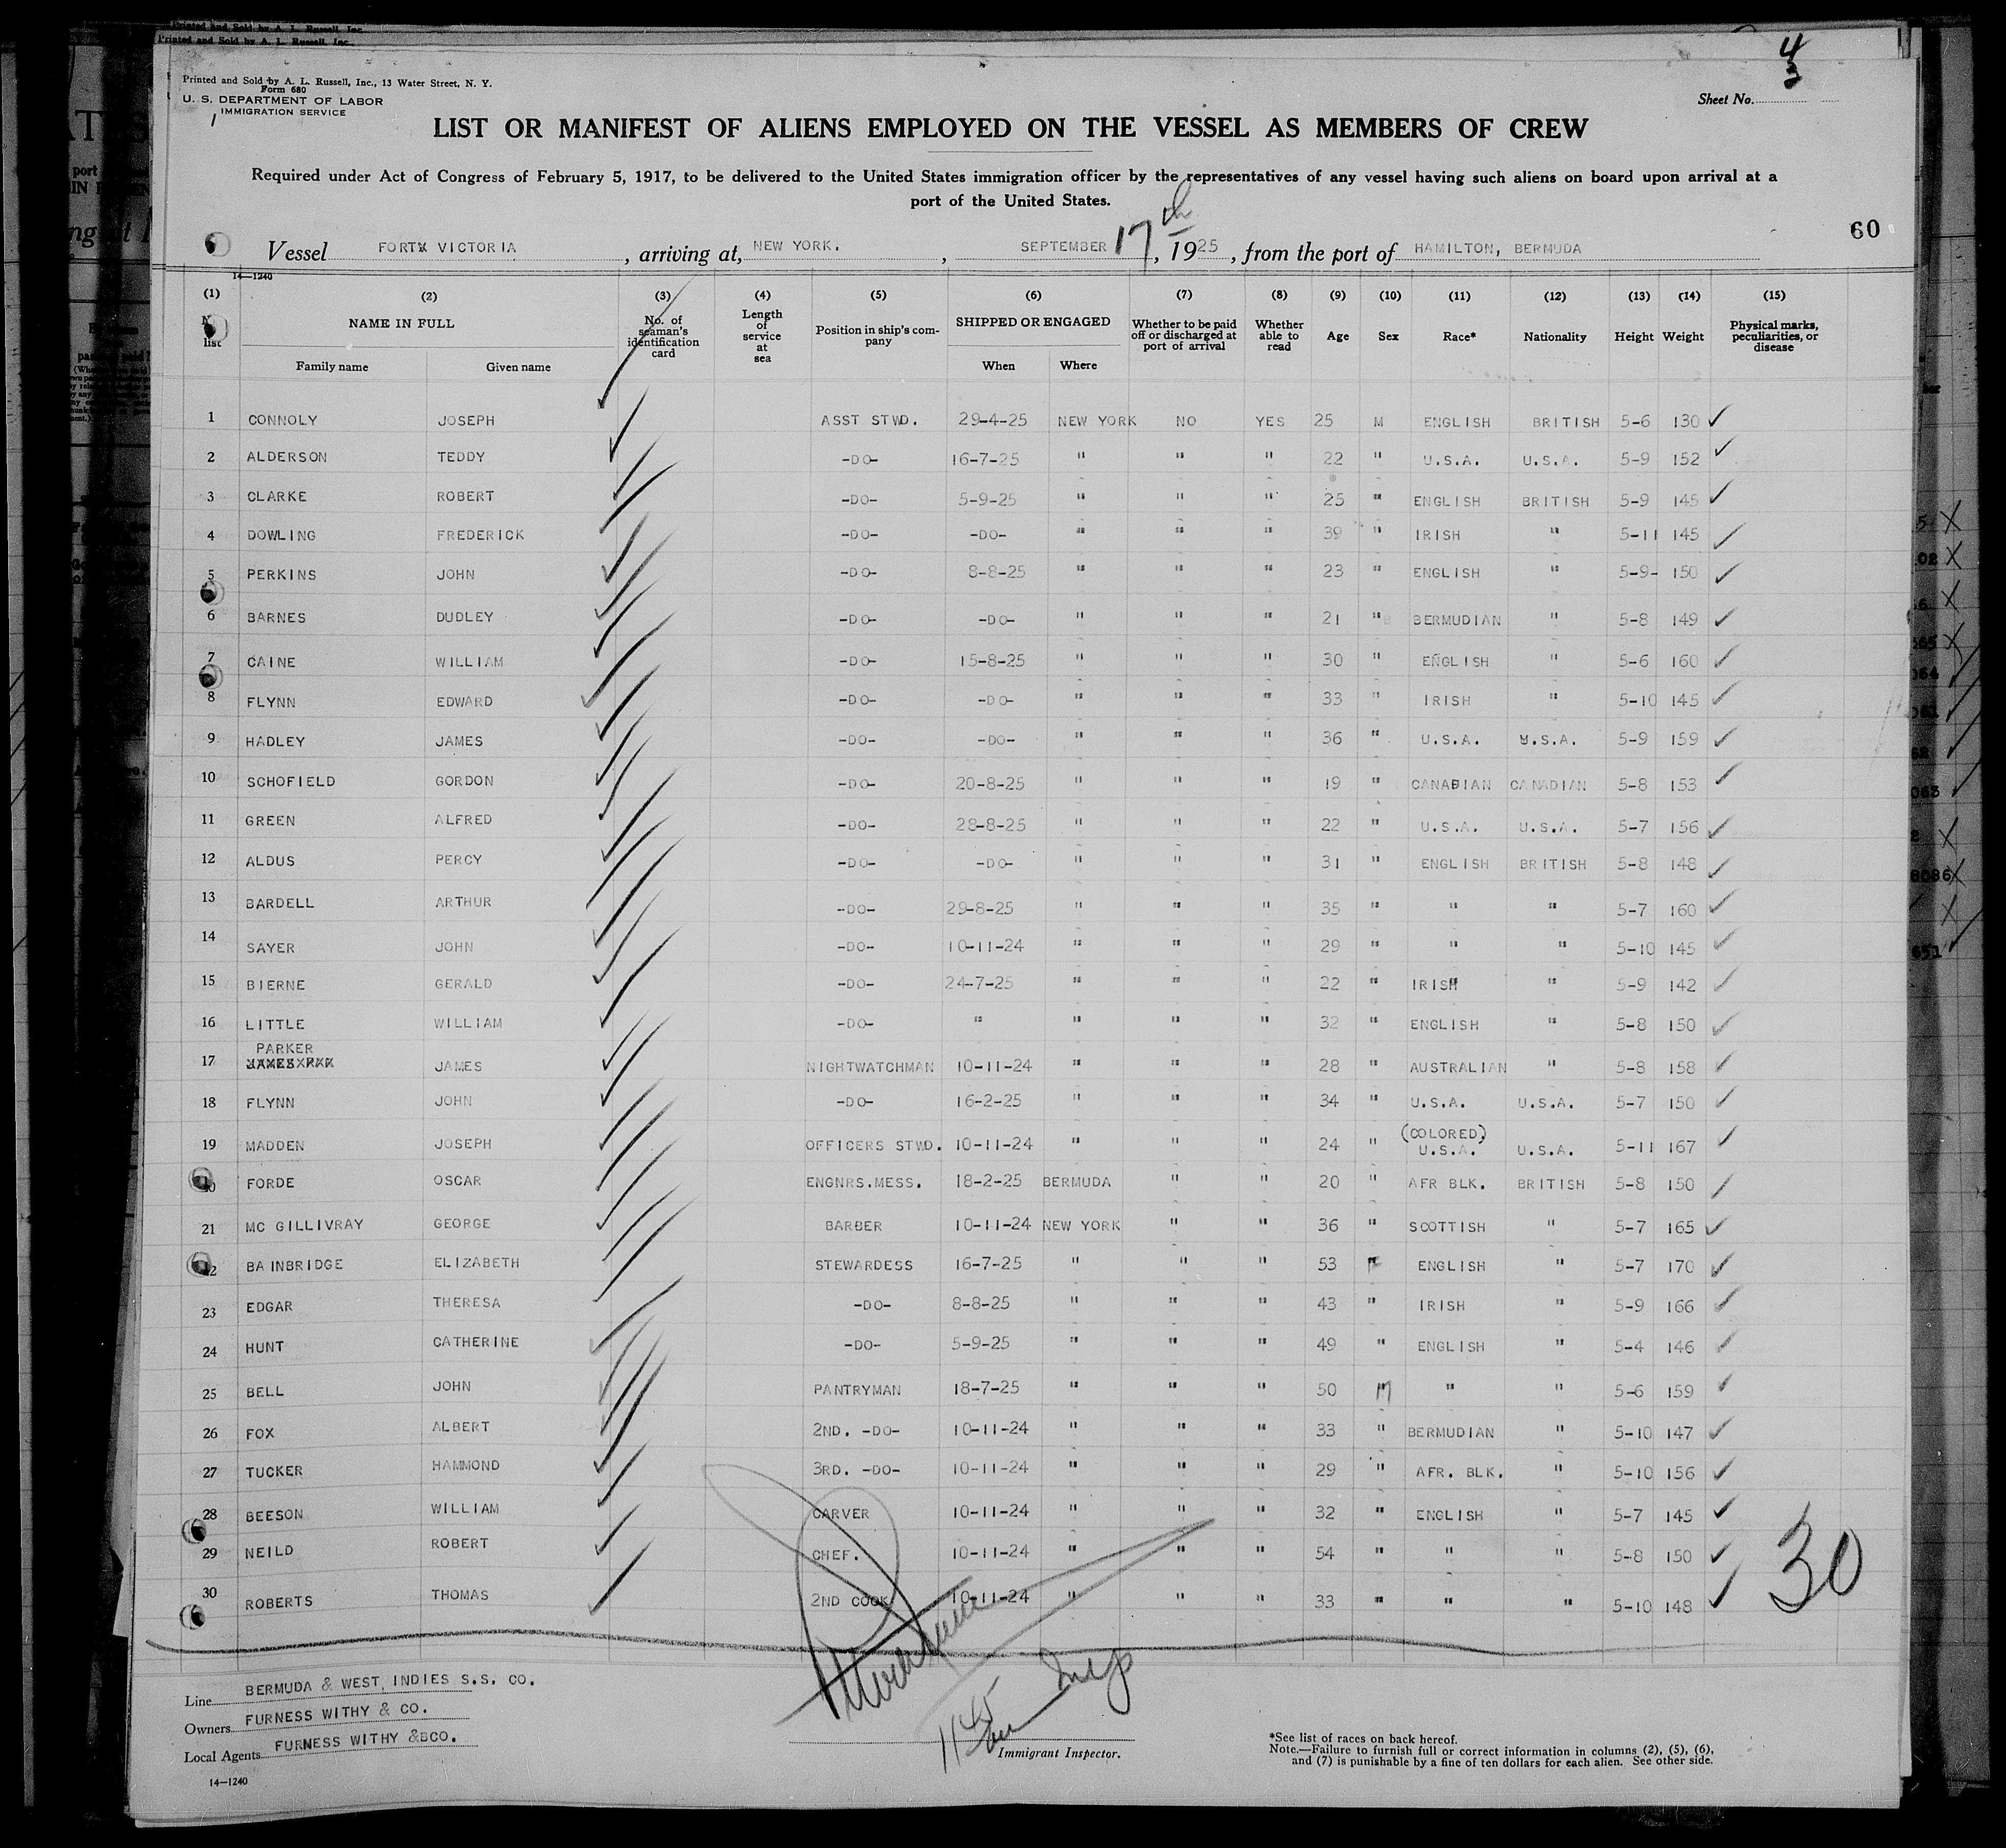 Printed and Sold by A. L. Russell, Inc.
Printed and Sold by A. L. Russell, Inc.
4
Printed and Sold by A. L. Russell, Inc., 13 Water Street, N. Y.
Form 680
U. S. DEPARTMENT OF LABOR
IMMIGRATION SERVICE
Sheet No.
LIST OR MANIFEST OF ALIENS EMPLOYED ON THE VESSEL AS MEMBERS OF CREW
Required under Act of Congress of February 5, 1917, to be delivered to the United States immigration officer by the representatives of any vessel having such aliens on board upon arrival at a
port of the United States.
60
Vessel FORTX VICTORIA, arriving at, NEW YORK., SEPTEMBER 17th, 1925, from the port of HAMILTON, BERMUDA
14-1240
(1) (2) (3) (4) (5) (6) (7) (8) (9) (10) (11) (12) (13) (14) (15)
list NAME IN FULL Family name Given name No. of seaman's identification card Length of service at sea Position in ship's company SHIPPED OR ENGAGED When Where Whether to be paid off or discharged at port of arrival Whether able to read Age Sex Race* Nationality Height Weight Physical marks, peculiarities, or disease
1 CONNOLY JOSEPH ASST STWD. 29-4-25 NEW YORK NO YES 25 M ENGLISH BRITISH 5-6 130
2 ALDERSON TEDDY -DO- 16-7-25 " " " 22 " U.S.A. U.S.A. 5-9 152
3 CLARKE ROBERT -DO- 5-9-25 " " " 25 " ENGLISH BRITISH 5-9 145
4 DOWLING FREDERICK -DO- -DO- " " " 39 " IRISH " 5-11 145
5 PERKINS JOHN -DO- 8-8-25 " " " 23 " ENGLISH " 5-9- 150
6 BARNES DUDLEY -DO- -DO- " " " 21 " BERMUDIAN " 5-8 149
7 CAINE WILLIAM -DO- 15-8-25 " " " 30 " ENGLISH " 5-6 160
8 FLYNN EDWARD -DO- -DO- " " " 33 " IRISH " 5-10 145
9 HADLEY JAMES -DO- -DO- " " " 36 " U.S.A. U.S.A. 5-9 159
10 SCHOFIELD GORDON -DO- 20-8-25 " " " 19 " CANADIAN CANADIAN 5-8 153
11 GREEN ALFRED -DO- 28-8-25 " " " 22 " U.S.A. U.S.A. 5-7 156
12 ALDUS PERCY -DO- -DO- " " " 31 " ENGLISH BRITISH 5-8 148
13 BARDELL ARTHUR -DO- 29-8-25 " " " 35 " " " 5-7 160
14 SAYER JOHN -DO- 10-11-24 " " " 29 " " " 5-10 145
15 BIERNE GERALD -DO- 24-7-25 " " " 22 " IRISH " 5-9 142
16 LITTLE WILLIAM -DO- " " " " 32 " ENGLISH " 5-8 150
PARKER
17 JAMES JAMES NIGHTWATCHMAN 10-11-24 " " " 28 " AUSTRALIAN " 5-8 158
18 FLYNN JOHN -DO- 16-2-25 " " " 34 " U.S.A. U.S.A. 5-7 150
(COLORED)
19 MADDEN JOSEPH OFFICERS STWD. 10-11-24 " " " 24 " U.S.A. U.S.A. 5-11 167
FORDE OSCAR ENGNRS.MESS. 18-2-25 BERMUDA " " 20 " AFR BLK. BRITISH 5-8 150
21 MC GILLIVRAY GEORGE BARBER 10-11-24 NEW YORK " " 36 " SCOTTISH " 5-7 165
BAINBRIDGE ELIZABETH STEWARDESS 16-7-25 " " " 53 F ENGLISH " 5-7 170
23 EDGAR THERESA -DO- 8-8-25 " " " 43 " IRISH " 5-9 166
24 HUNT CATHERINE -DO- 5-9-25 " " " 49 " ENGLISH " 5-4 146
25 BELL JOHN PANTRYMAN 18-7-25 " " " 50 M " " 5-6 159
26 FOX ALBERT 2ND. -DO- 10-11-24 " " " 33 " BERMUDIAN " 5-10 147
27 TUCKER HAMMOND 3RD. -DO- 10-11-24 " " " 29 " AFR. BLK. " 5-10 156
28 BEESON WILLIAM CARVER 10-11-24 " " " 32 " ENGLISH " 5-7 145
29 NEILD ROBERT CHEF. 10-11-24 " " " 54 " " " 5-8 150
30 ROBERTS THOMAS 2ND COOK 10-11-24 " " " 33 " " " 5-10 148
30
Line BERMUDA & WEST INDIES S.S. CO.
Owners FURNESS WITHY & CO.
Local Agents FURNESS WITHY &BCO.
1145
Immigrant Inspector.
*See list of races on back hereof.
Note.—Failure to furnish full or correct information in columns (2), (5), (6),
and (7) is punishable by a fine of ten dollars for each alien. See other side.
14-1240